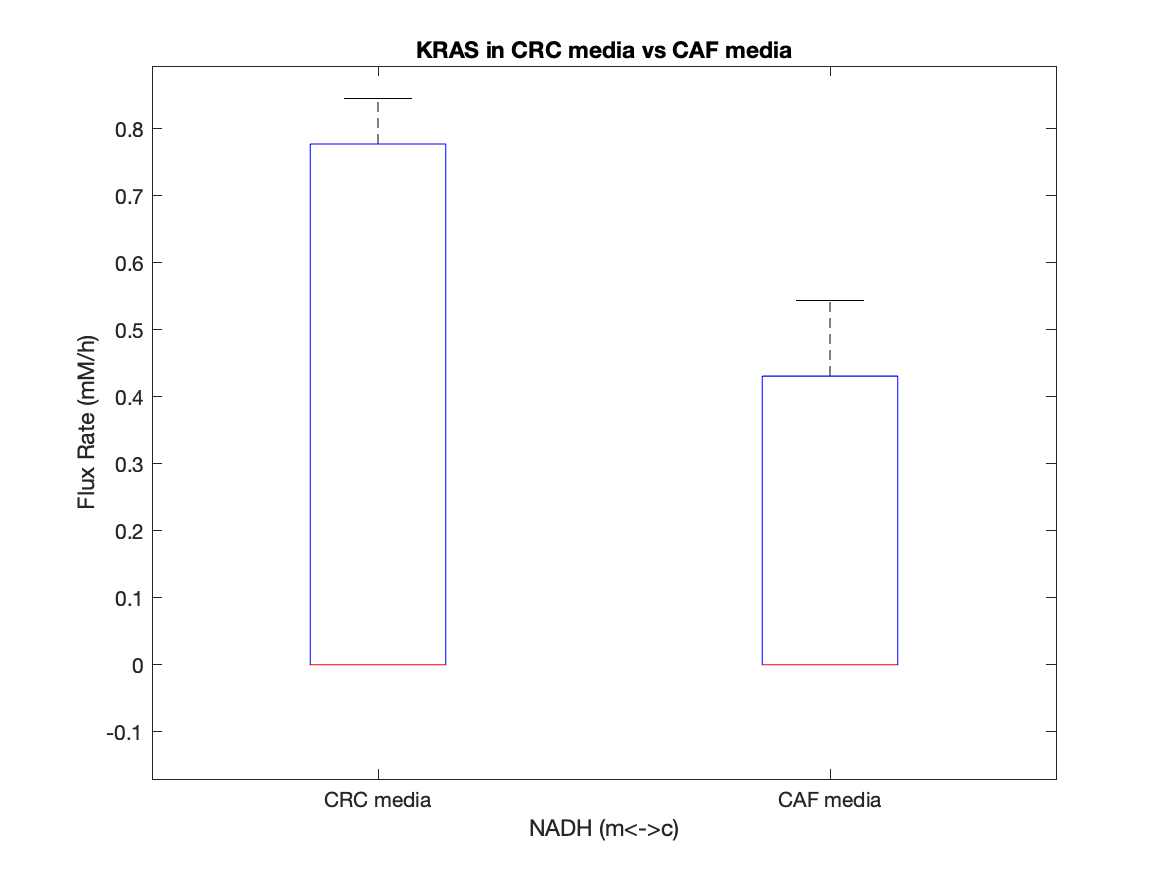 KRAS in CRC media vs CAF media
0.8
0.7
0.6
0.5
0.4
0.3
0.2
0.1
0
-0.1
Flux Rate (mM/h)
CRC media
CAF media
NADH (m<->c)